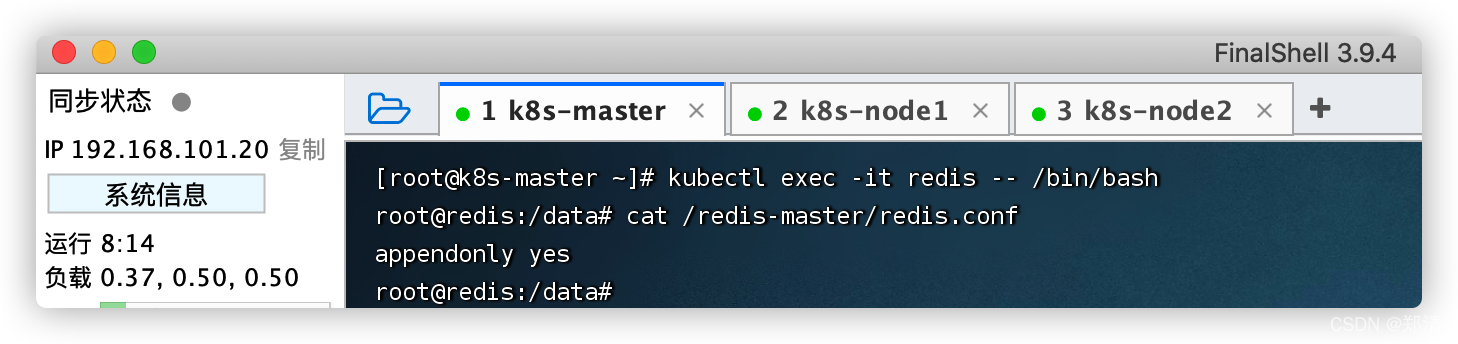 FinalShell 3.9.4
同步状态
IP 192.168.101.20 复制
系统信息
运行 8:14
负载 0.37, 0.50, 0.50
1 k8s-master
2 k8s-node1
3 k8s-node2
[root@k8s-master ~]# kubectl exec -it redis -- /bin/bash
root@redis:/data# cat /redis-master/redis.conf
appendonly yes
root@redis:/data#
CSDN @郑